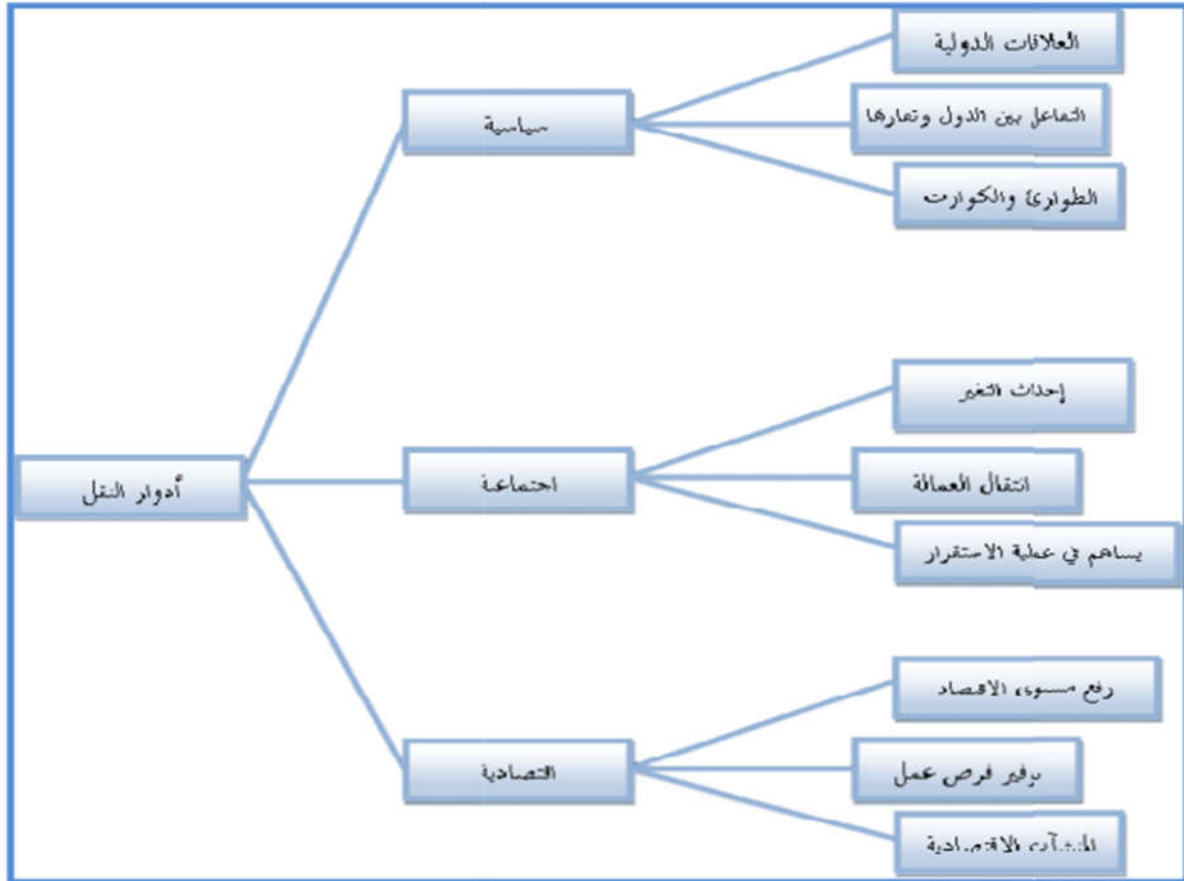 أدوار النقل
سياسية
العلاقات الدولية
التفاعل بين الدول وتعارفها
الطوارئ والكوارث
اجتماعية
إحداث التغير
انتقال العمالة
يساهم في عملية الاستقرار
اقتصادية
رفع مستوى الاقتصاد
توفير فرص عمل
المنشآت الاقتصادية